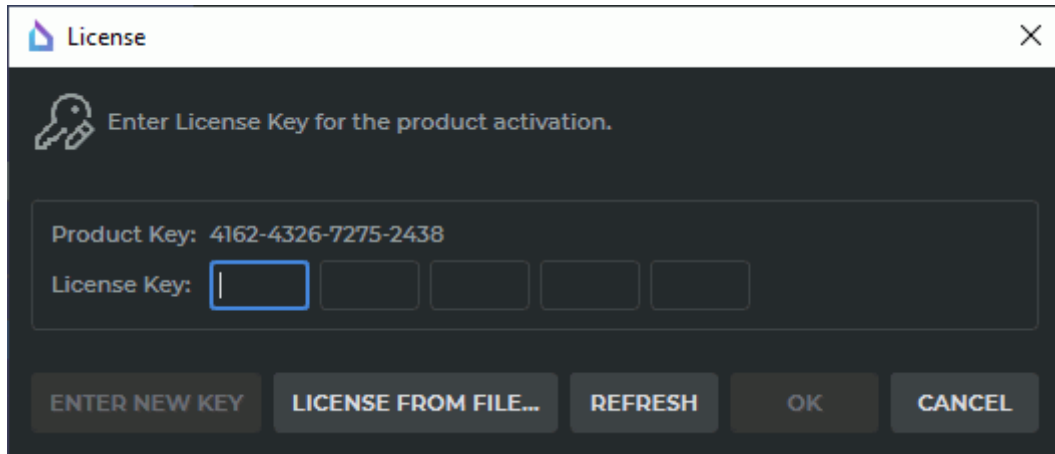 License
Enter License Key for the product activation.
Product Key: 4162-4326-7275-2438
License Key:
ENTER NEW KEY LICENSE FROM FILE... REFRESH OK CANCEL